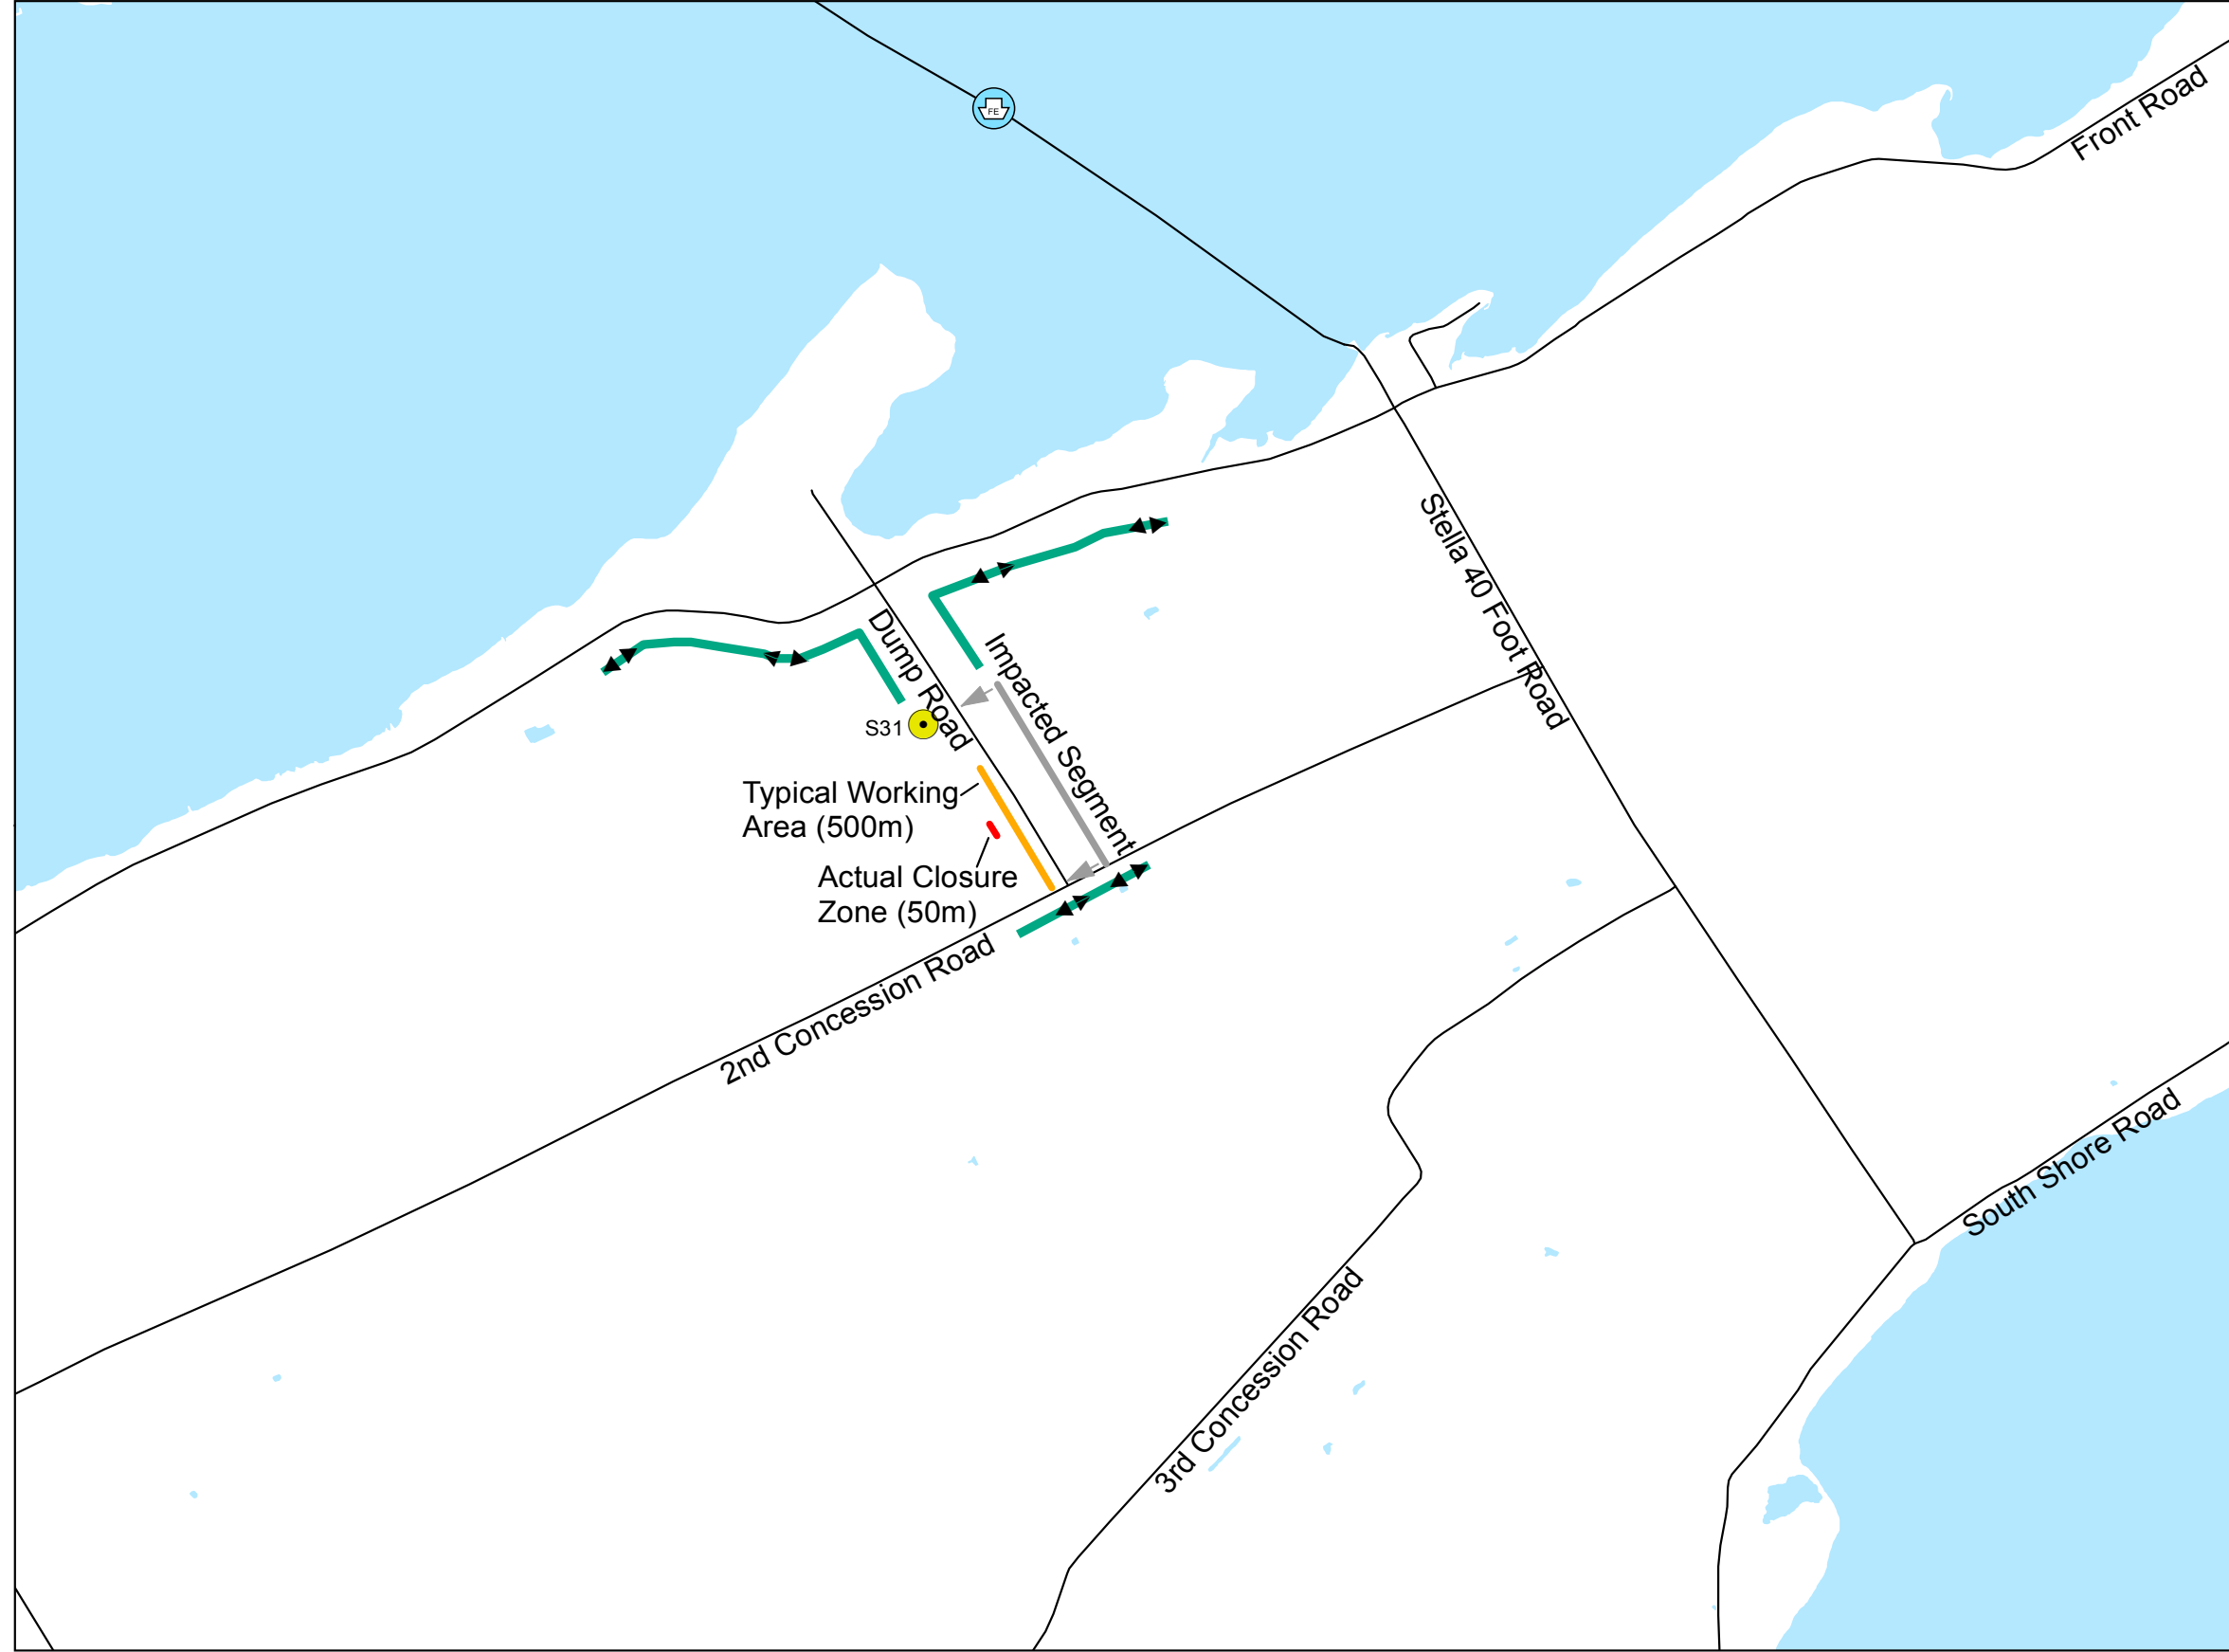 FE
Front Road
Stella 40 Foot Road
Dump Road
Impacted Segment
S31
Typical Working
Area (500m)
Actual Closure
Zone (50m)
2nd Concession Road
South Shore Road
3rd Concession Road